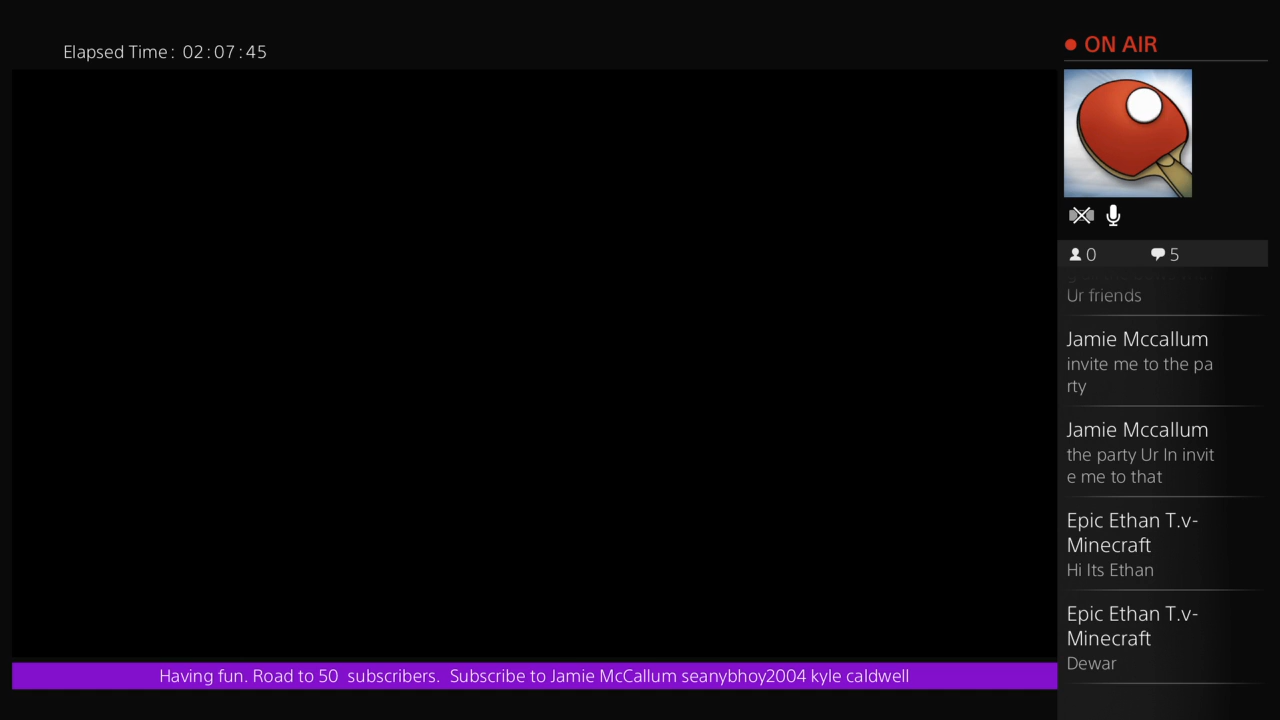 Elapsed Time: 02:07:45
ON AIR
0 5
Ur friends
Jamie Mccallum
invite me to the pa
rty
Jamie Mccallum
the party Ur In invit
e me to that
Epic Ethan T.v-
Minecraft
Hi Its Ethan
Epic Ethan T.v-
Minecraft
Dewar
Having fun. Road to 50 subscribers. Subscribe to Jamie McCallum seanybhoy2004 kyle caldwell